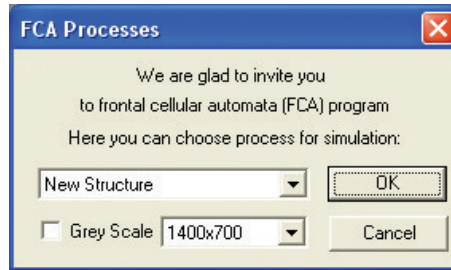 FCA Processes
We are glad to invite you
to frontal cellular automata (FCA) program
Here you can choose process for simulation:
New Structure
OK
Grey Scale
1400x700
Cancel